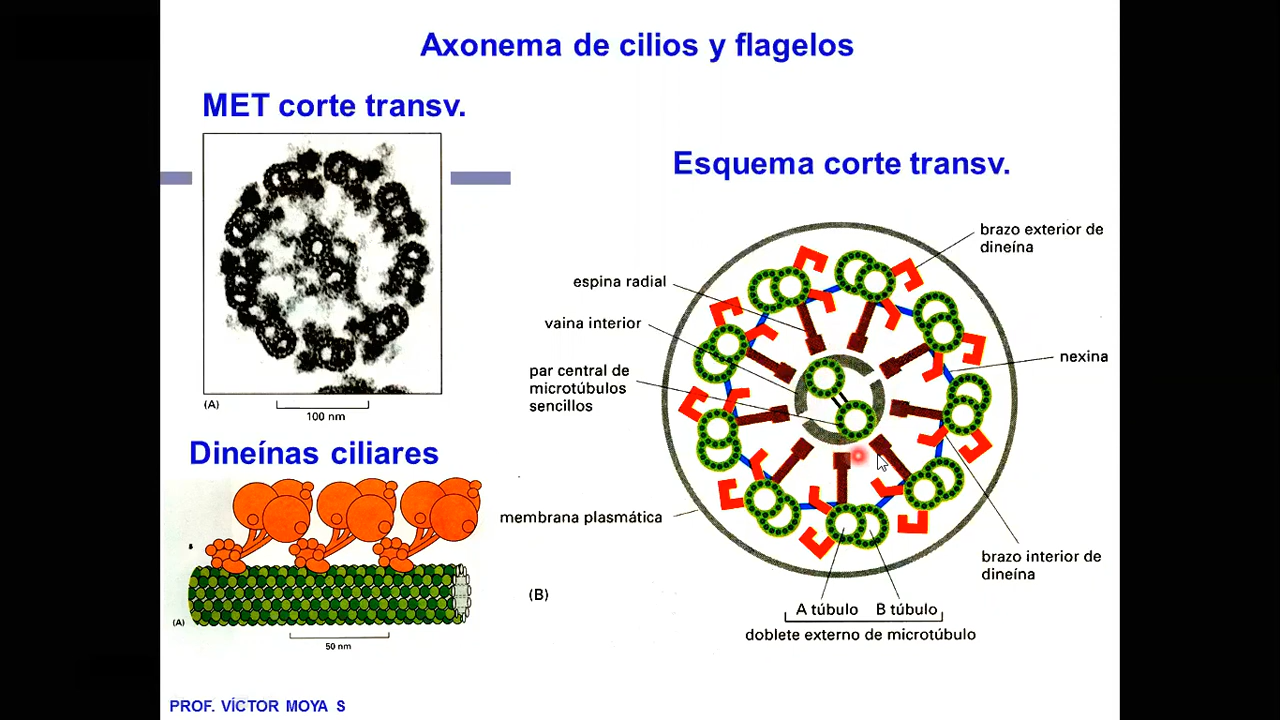 Axonema de cilios y flagelos
MET corte transv.
(A)
100 nm
Dineínas ciliares
(A)
50 nm
Esquema corte transv.
brazo exterior de
dineína
espina radial
vaina interior
par central de
microtúbulos
sencillos
nexina
membrana plasmática
brazo interior de
dineína
(B)
A túbulo B túbulo
doblete externo de microtúbulo
PROF. VÍCTOR MOYA S